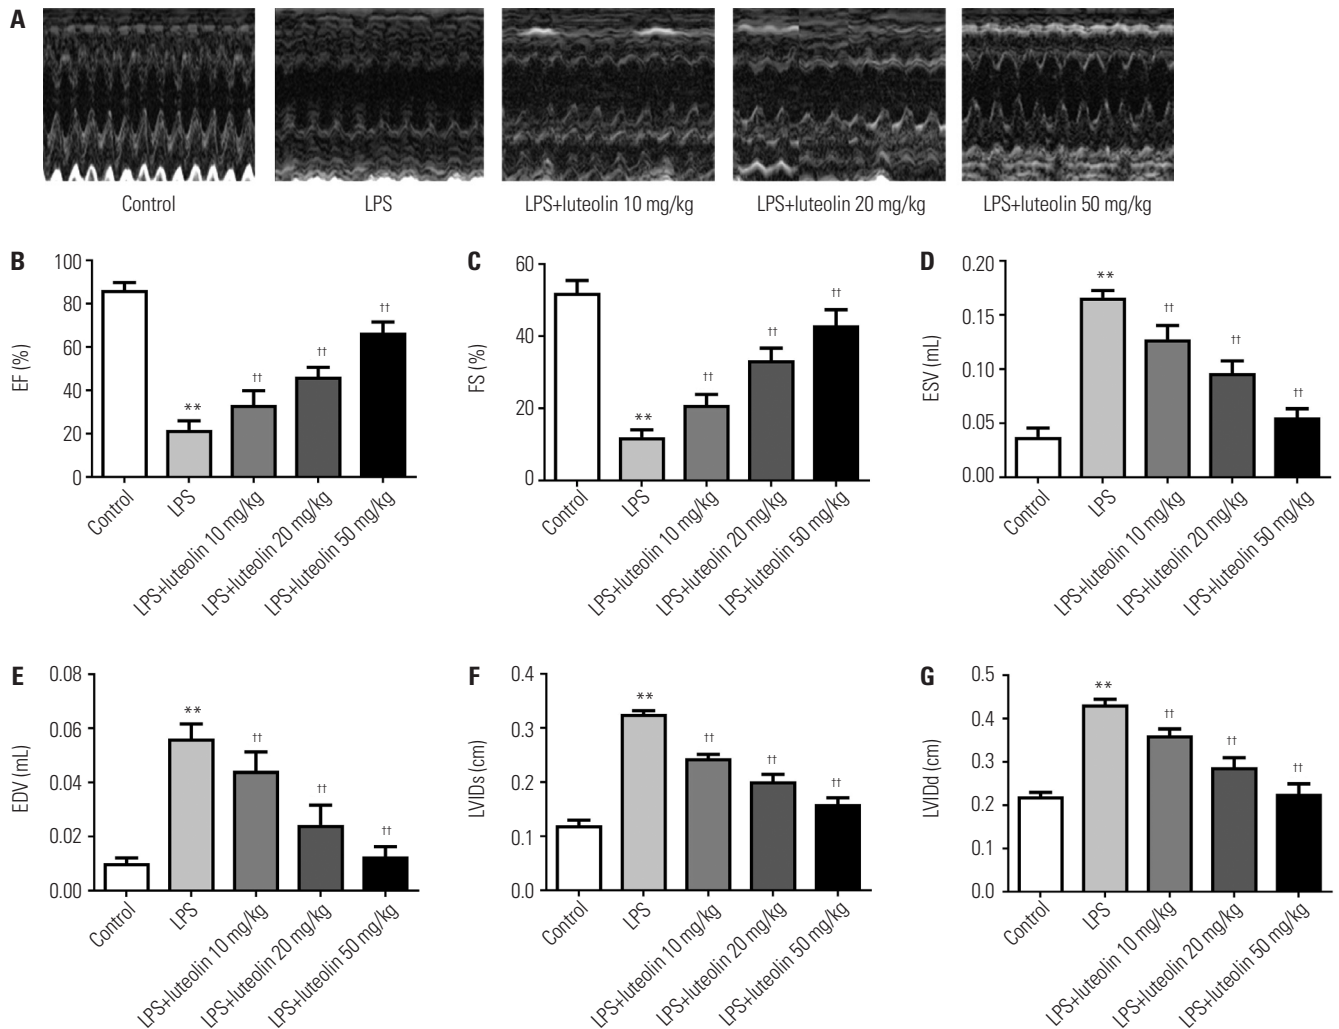 A
Control
LPS
LPS+luteolin 10 mg/kg
LPS+luteolin 20 mg/kg
LPS+luteolin 50 mg/kg
B
EF (%)
100
80
60
40
20
0
**
††
††
††
Control
LPS
LPS+luteolin 10 mg/kg
LPS+luteolin 20 mg/kg
LPS+luteolin 50 mg/kg
C
FS (%)
60
40
20
0
**
††
††
††
Control
LPS
LPS+luteolin 10 mg/kg
LPS+luteolin 20 mg/kg
LPS+luteolin 50 mg/kg
D
ESV (mL)
0.20
0.15
0.10
0.05
0.00
**
††
††
††
Control
LPS
LPS+luteolin 10 mg/kg
LPS+luteolin 20 mg/kg
LPS+luteolin 50 mg/kg
E
EDV (mL)
0.08
0.06
0.04
0.02
0.00
**
††
††
††
Control
LPS
LPS+luteolin 10 mg/kg
LPS+luteolin 20 mg/kg
LPS+luteolin 50 mg/kg
F
LVIDs (cm)
0.4
0.3
0.2
0.1
0.0
**
††
††
††
Control
LPS
LPS+luteolin 10 mg/kg
LPS+luteolin 20 mg/kg
LPS+luteolin 50 mg/kg
G
LVIDd (cm)
0.5
0.4
0.3
0.2
0.1
0.0
**
††
††
††
Control
LPS
LPS+luteolin 10 mg/kg
LPS+luteolin 20 mg/kg
LPS+luteolin 50 mg/kg